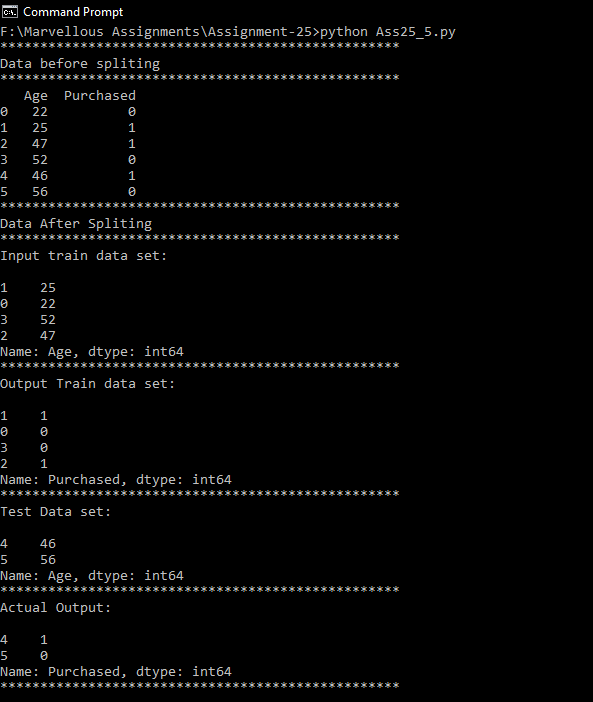 Command Prompt
F:\Marvellous Assignments\Assignment-25>python Ass25_5.py
**************************************************
Data before spliting
**************************************************
   Age  Purchased
0   22          0
1   25          1
2   47          1
3   52          0
4   46          1
5   56          0
**************************************************
Data After Spliting
**************************************************
Input train data set:

1    25
0    22
3    52
2    47
Name: Age, dtype: int64
**************************************************
Output Train data set:

1    1
0    0
3    0
2    1
Name: Purchased, dtype: int64
**************************************************
Test Data set:

4    46
5    56
Name: Age, dtype: int64
**************************************************
Actual Output:

4    1
5    0
Name: Purchased, dtype: int64
**************************************************